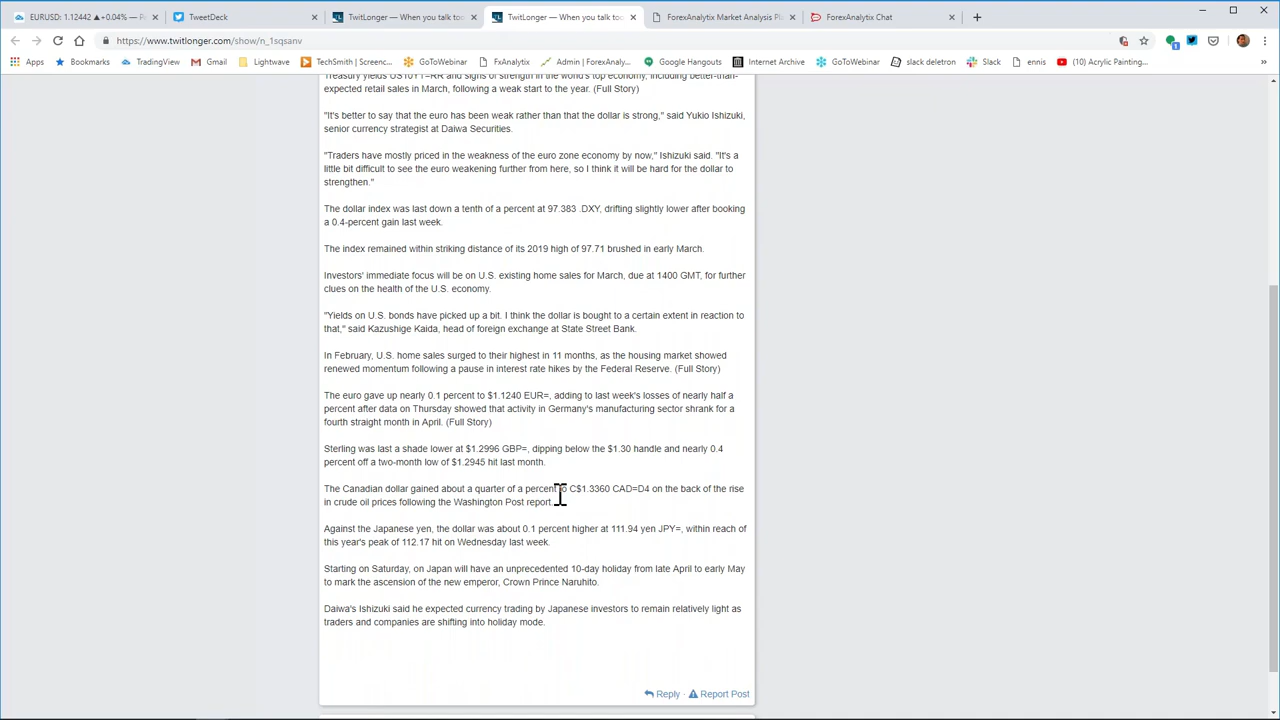 EURUSD: 1.12442 ▲+0.04% — F
TweetDeck
TwitLonger — When you talk too
TwitLonger — When you talk too
ForexAnalytix Market Analysis Pl
ForexAnalytix Chat
https://www.twitlonger.com/show/n_1sqsanv
Apps
Bookmarks
TradingView
Gmail
Lightwave
TechSmith | Screenc...
GoToWebinar
FxAnalytix
Admin | ForexAnaly...
Google Hangouts
Internet Archive
GoToWebinar
slack deletron
Slack
ennis
(10) Acrylic Painting...
»
Treasury yields US10YT=RR and signs of strength in the world's top economy, including better-than-
expected retail sales in March, following a weak start to the year. (Full Story)
"It's better to say that the euro has been weak rather than that the dollar is strong," said Yukio Ishizuki,
senior currency strategist at Daiwa Securities.
"Traders have mostly priced in the weakness of the euro zone economy by now," Ishizuki said. "It's a
little bit difficult to see the euro weakening further from here, so I think it will be hard for the dollar to
strengthen."
The dollar index was last down a tenth of a percent at 97.383 .DXY, drifting slightly lower after booking
a 0.4-percent gain last week.
The index remained within striking distance of its 2019 high of 97.71 brushed in early March.
Investors' immediate focus will be on U.S. existing home sales for March, due at 1400 GMT, for further
clues on the health of the U.S. economy.
"Yields on U.S. bonds have picked up a bit. I think the dollar is bought to a certain extent in reaction to
that," said Kazushige Kaida, head of foreign exchange at State Street Bank.
In February, U.S. home sales surged to their highest in 11 months, as the housing market showed
renewed momentum following a pause in interest rate hikes by the Federal Reserve. (Full Story)
The euro gave up nearly 0.1 percent to $1.1240 EUR=, adding to last week's losses of nearly half a
percent after data on Thursday showed that activity in Germany's manufacturing sector shrank for a
fourth straight month in April. (Full Story)
Sterling was last a shade lower at $1.2996 GBP=, dipping below the $1.30 handle and nearly 0.4
percent off a two-month low of $1.2945 hit last month.
The Canadian dollar gained about a quarter of a percent to C$1.3360 CAD=D4 on the back of the rise
in crude oil prices following the Washington Post report.
Against the Japanese yen, the dollar was about 0.1 percent higher at 111.94 yen JPY=, within reach of
this year's peak of 112.17 hit on Wednesday last week.
Starting on Saturday, on Japan will have an unprecedented 10-day holiday from late April to early May
to mark the ascension of the new emperor, Crown Prince Naruhito.
Daiwa's Ishizuki said he expected currency trading by Japanese investors to remain relatively light as
traders and companies are shifting into holiday mode.
Reply · Report Post